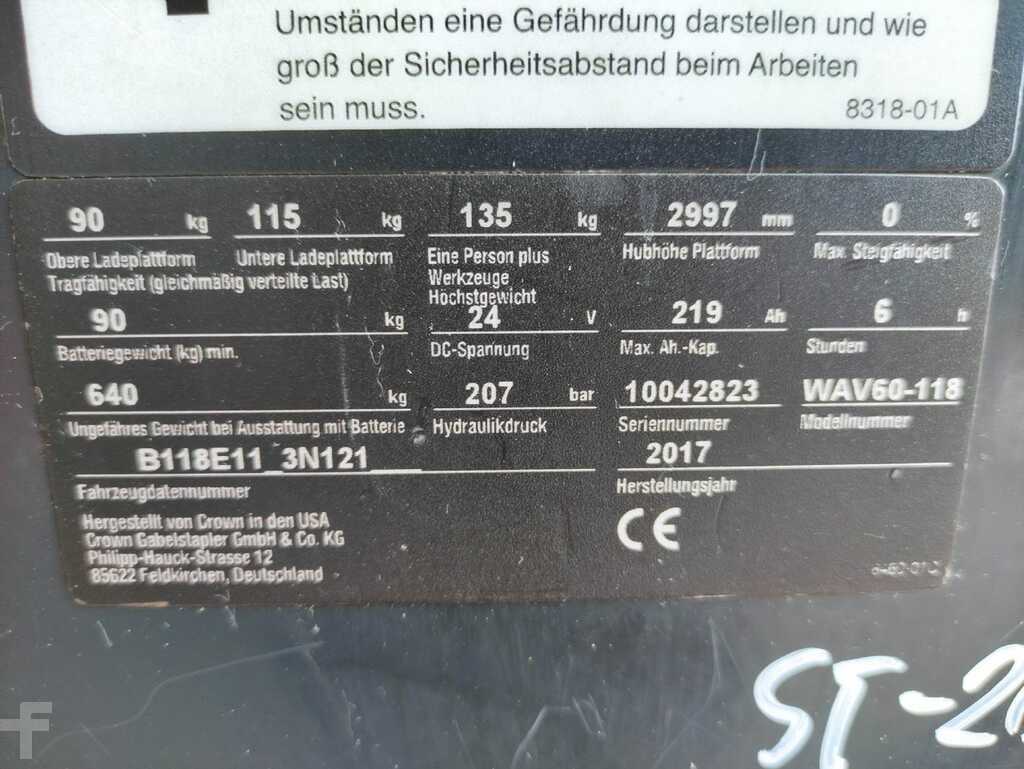 Umständen eine Gefährdung darstellen und wie
groß der Sicherheitsabstand beim Arbeiten
sein muss.
8318-01A
90 kg 115 kg 135 kg 2997 mm 0 %
Obere Ladeplattform Untere Ladeplattform Eine Person plus Hubhöhe Plattform Max. Steigfähigkeit
Tragfähigkeit (gleichmäßig verteilte Last) Werkzeuge
Höchstgewicht
90 kg 24 V 219 Ah 6 h
Batteriegewicht (kg) min. DC-Spannung Max. Ah.-Kap. Stunden
640 kg 207 bar 10042823 WAV60-118
Ungefähres Gewicht bei Ausstattung mit Batterie Hydraulikdruck Seriennummer Modellnummer
B118E11_3N121 2017
Fahrzeugdatennummer Herstellungsjahr
Hergestellt von Crown in den USA
Crown Gabelstapler GmbH & Co. KG
Philipp-Hauck-Strasse 12
85622 Feldkirchen, Deutschland
CE
f